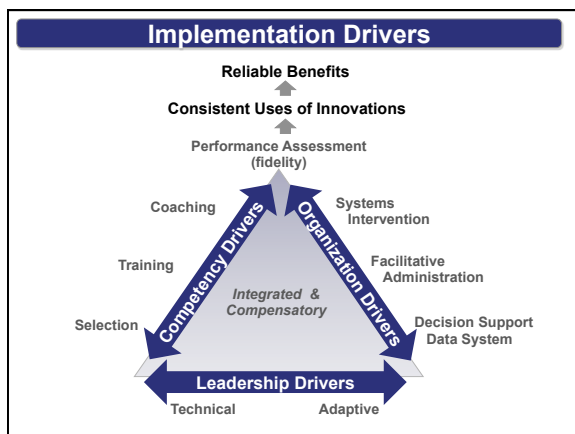 Implementation Drivers
Reliable Benefits
Consistent Uses of Innovations
Performance Assessment
(fidelity)
Coaching
Training
Selection
Competency Drivers
Organization Drivers
Systems
Intervention
Facilitative
Administration
Decision Support
Data System
Integrated &
Compensatory
Leadership Drivers
Technical
Adaptive